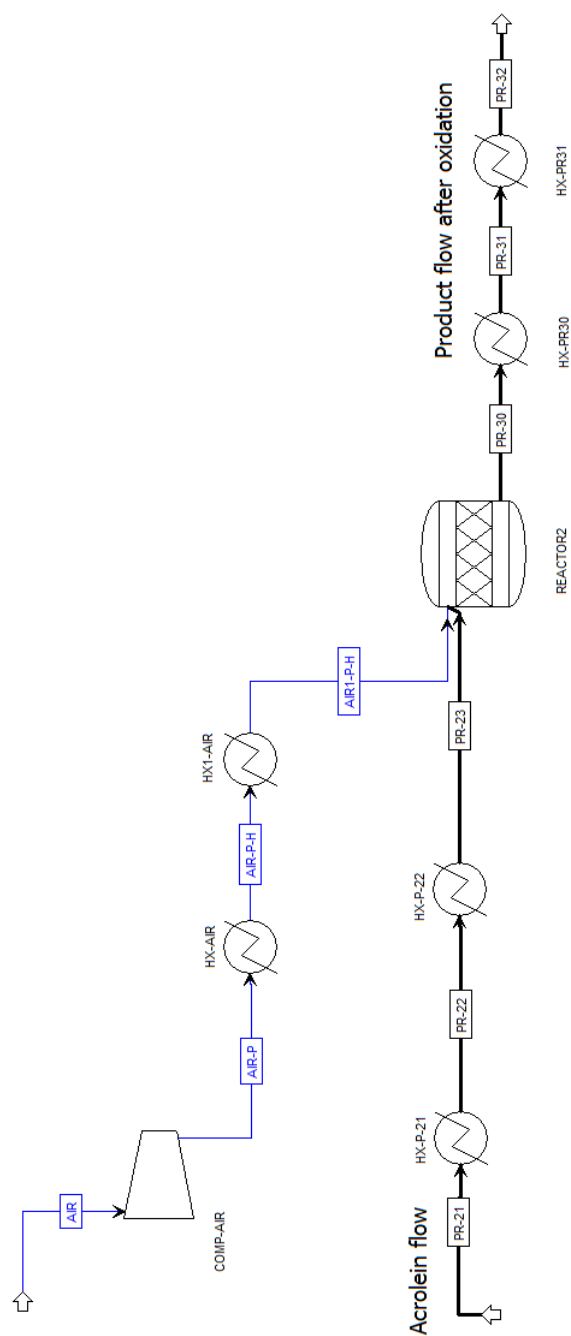 AIR
COMP-AIR
AIR-P
HX-AIR
AIR-P-H
HX1-AIR
AIR1-P-H
Acrolein flow
PR-21
HX-P-21
PR-22
HX-P-22
PR-23
REACTOR2
PR-30
Product flow after oxidation
HX-PR30
PR-31
HX-PR31
PR-32